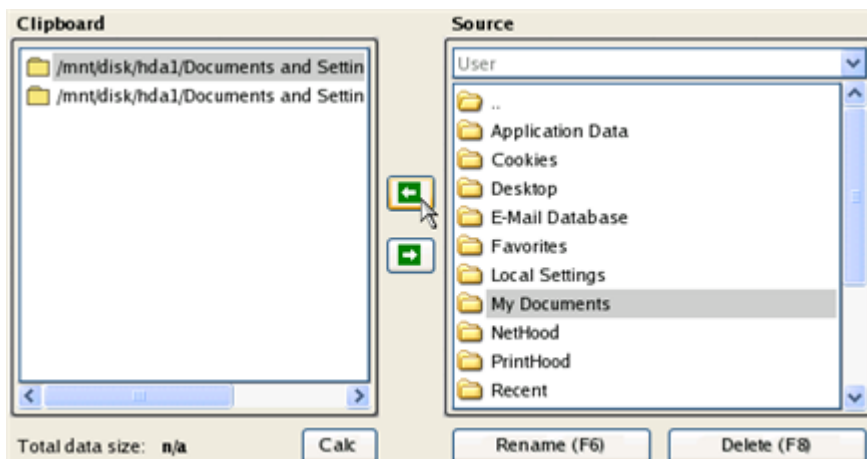 Clipboard
/mnt/disk/hda1/Documents and Settin
/mnt/disk/hda1/Documents and Settin
Total data size: n/a
Calc
Source
User
..
Application Data
Cookies
Desktop
E-Mail Database
Favorites
Local Settings
My Documents
NetHood
PrintHood
Recent
Rename (F6)
Delete (F8)